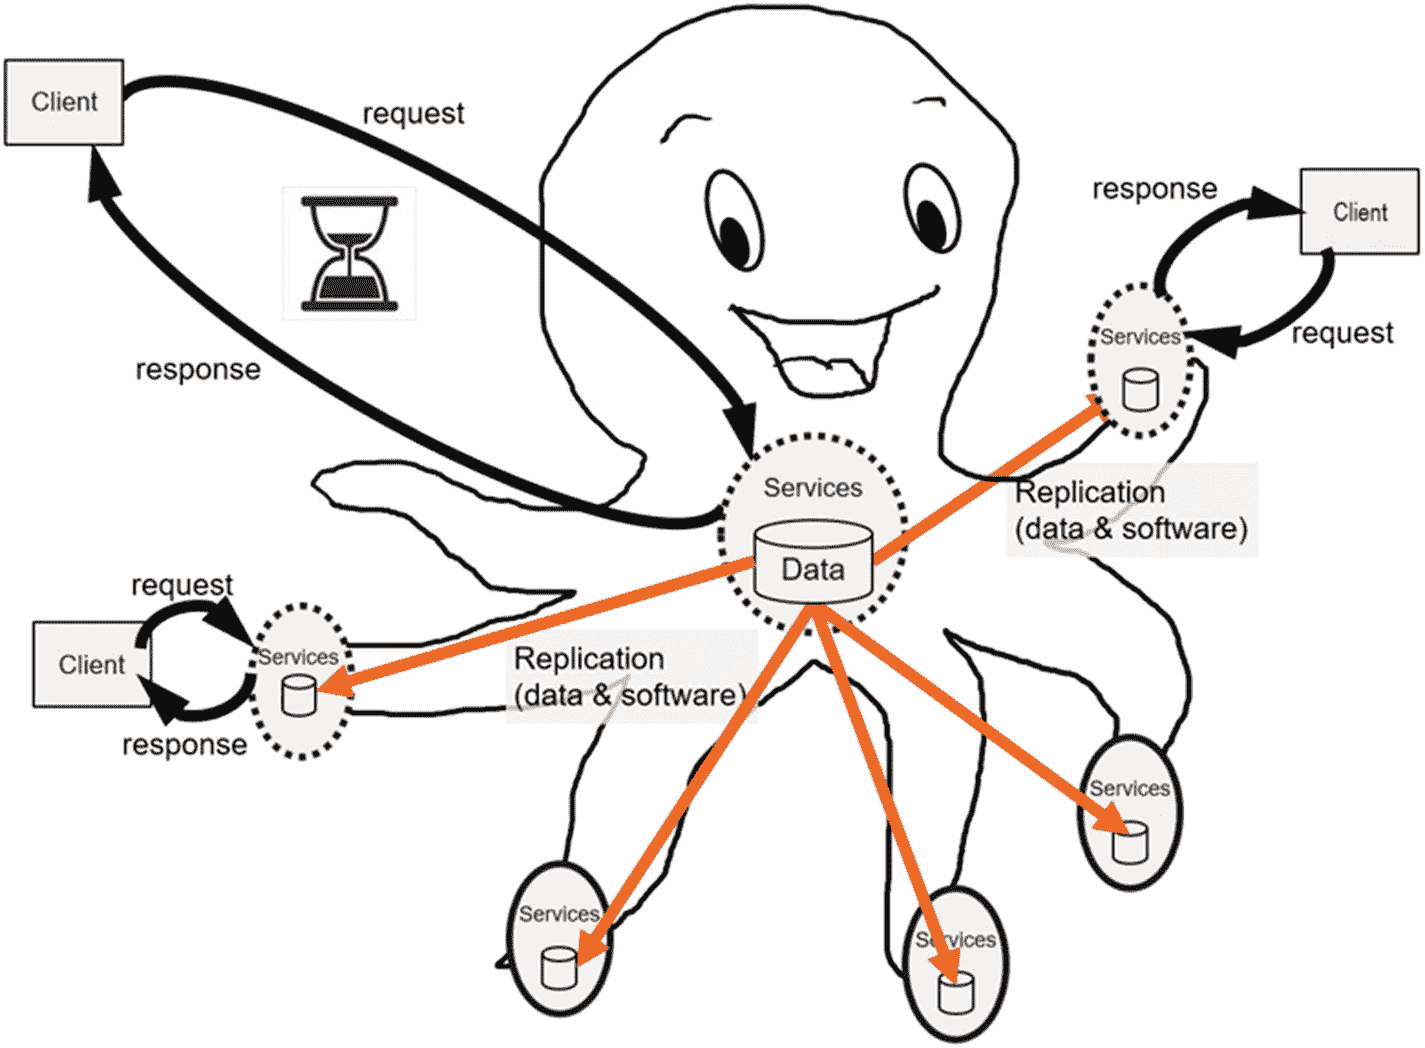 Client
request
response
Client
request
response
Services
Services
Data
Replication
(data & software)
request
Client
response
Services
Replication
(data & software)
Services
Services
Services